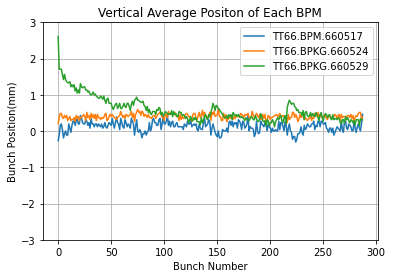 Vertical Average Positon of Each BPM
TT66.BPM.660517
TT66.BPKG.660524
TT66.BPKG.660529
Bunch Position(mm)
3
2
1
0
−1
−2
−3
0
50
100
150
200
250
300
Bunch Number